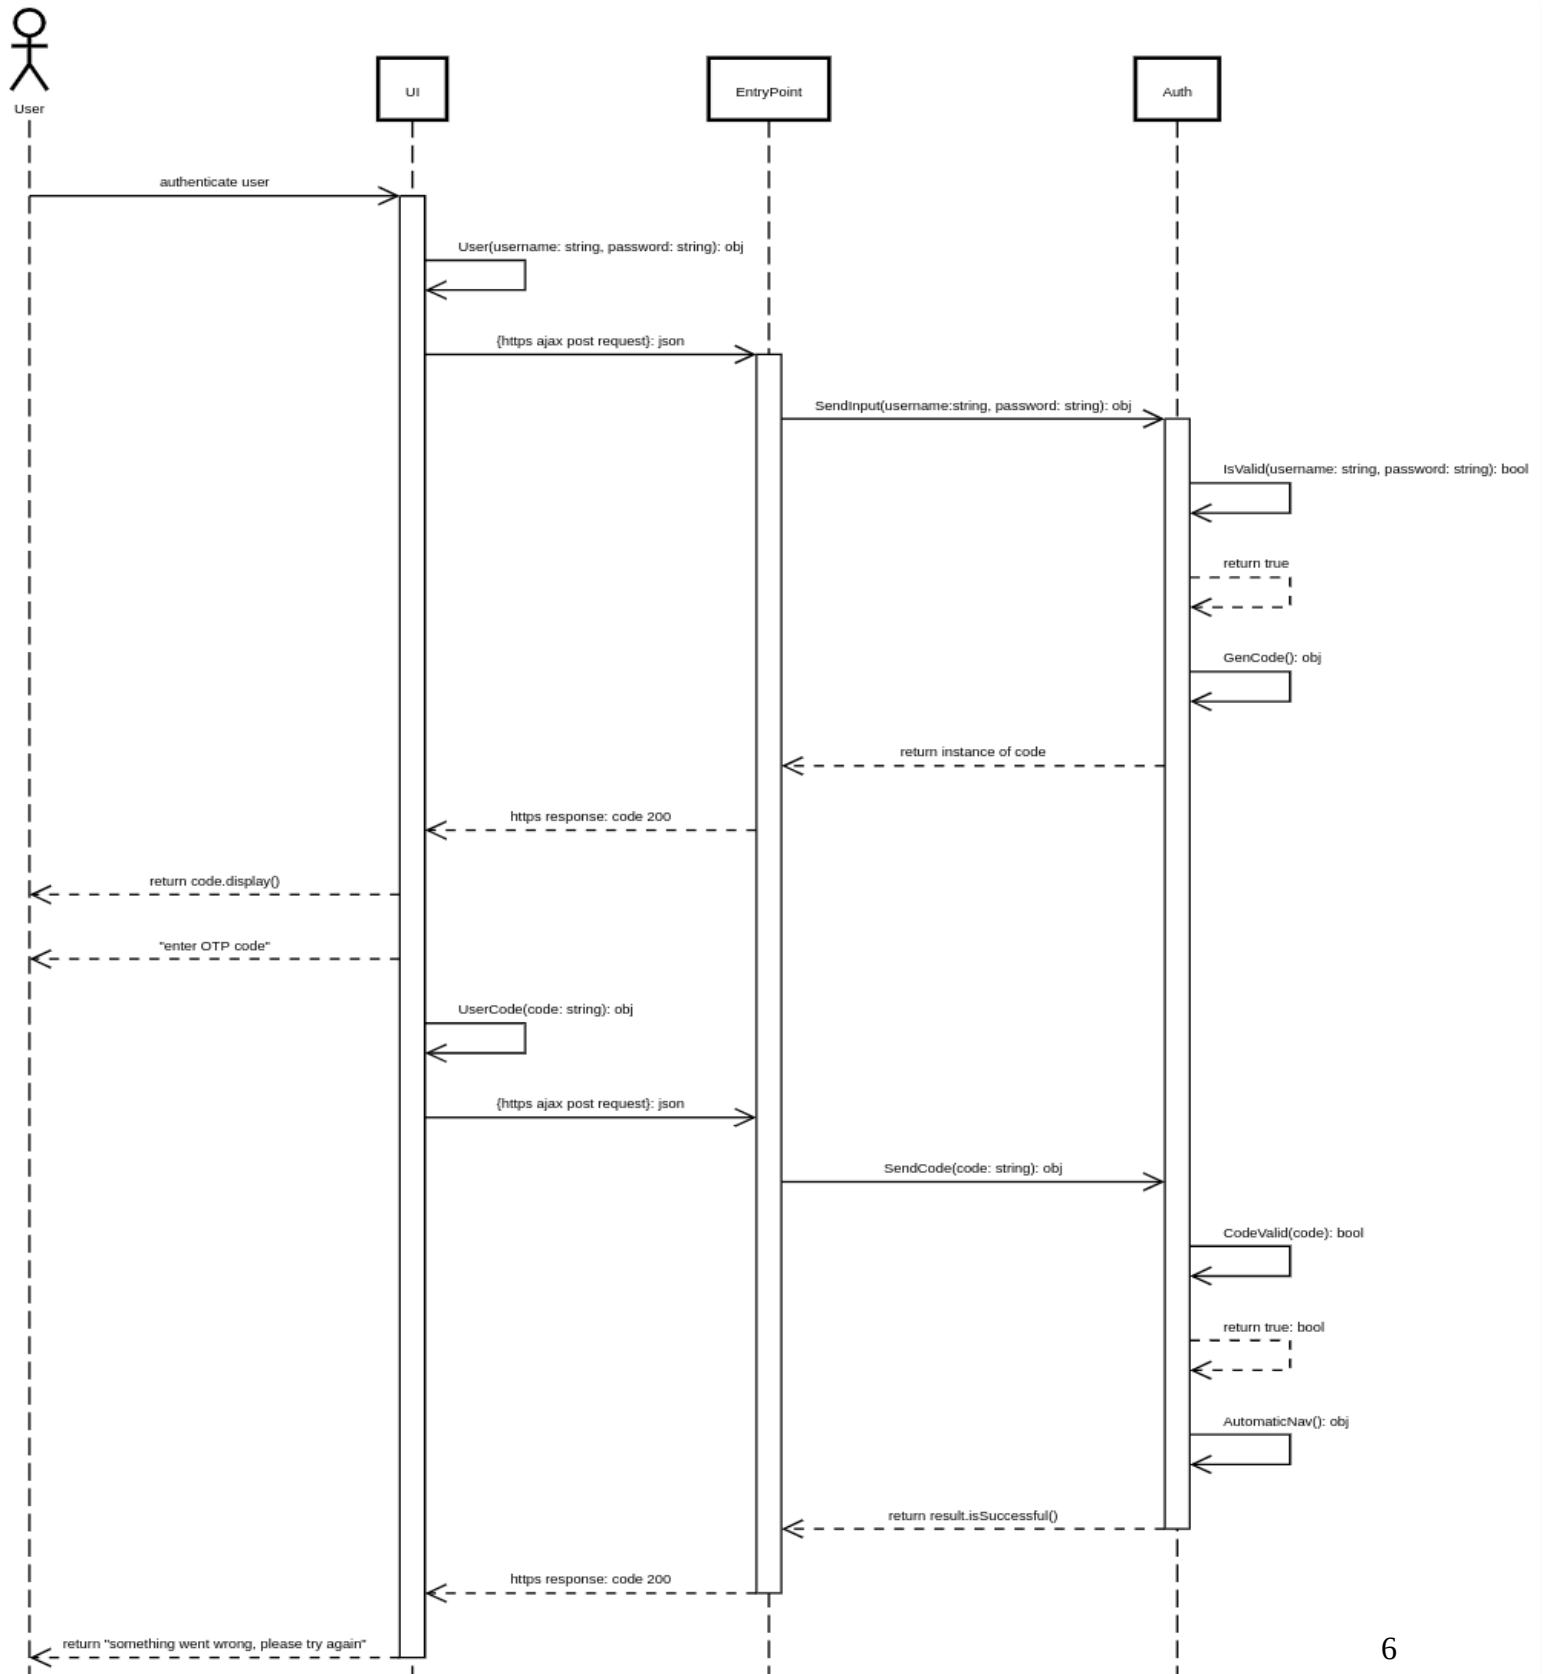 User
UI
EntryPoint
Auth
authenticate user
User(username: string, password: string): obj
{https ajax post request}: json
SendInput(username:string, password: string): obj
IsValid(username: string, password: string): bool
return true
GenCode(): obj
return instance of code
https response: code 200
return code.display()
"enter OTP code"
UserCode(code: string): obj
{https ajax post request}: json
SendCode(code: string): obj
CodeValid(code): bool
return true: bool
AutomaticNav(): obj
return result.isSuccessful()
https response: code 200
return "something went wrong, please try again"
6